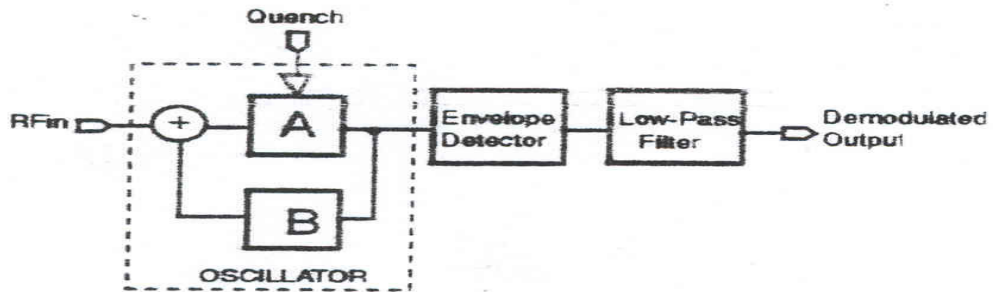 Quench
RFin
+
A
B
OSCILLATOR
Envelope
Detector
Low-Pass
Filter
Demodulated
Output